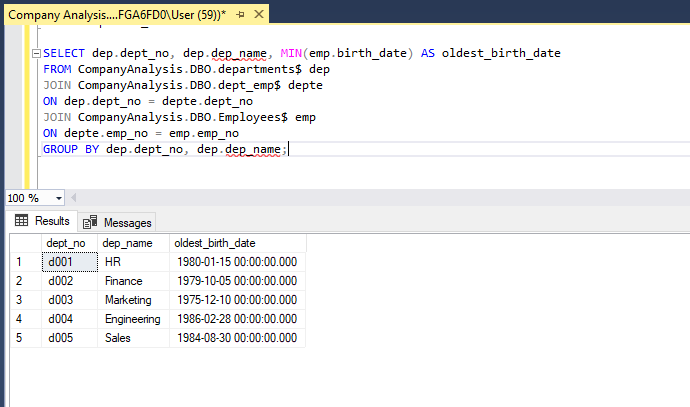 Company Analysis....FGA6FD0\User (59))*
SELECT dep.dept_no, dep.dep_name, MIN(emp.birth_date) AS oldest_birth_date
FROM CompanyAnalysis.DBO.departments$ dep
JOIN CompanyAnalysis.DBO.dept_emp$ depte
ON dep.dept_no = depte.dept_no
JOIN CompanyAnalysis.DBO.Employees$ emp
ON depte.emp_no = emp.emp_no
GROUP BY dep.dept_no, dep.dep_name;
100 %
Results Messages
dept_no dep_name oldest_birth_date
1 d001 HR 1980-01-15 00:00:00.000
2 d002 Finance 1979-10-05 00:00:00.000
3 d003 Marketing 1975-12-10 00:00:00.000
4 d004 Engineering 1986-02-28 00:00:00.000
5 d005 Sales 1984-08-30 00:00:00.000